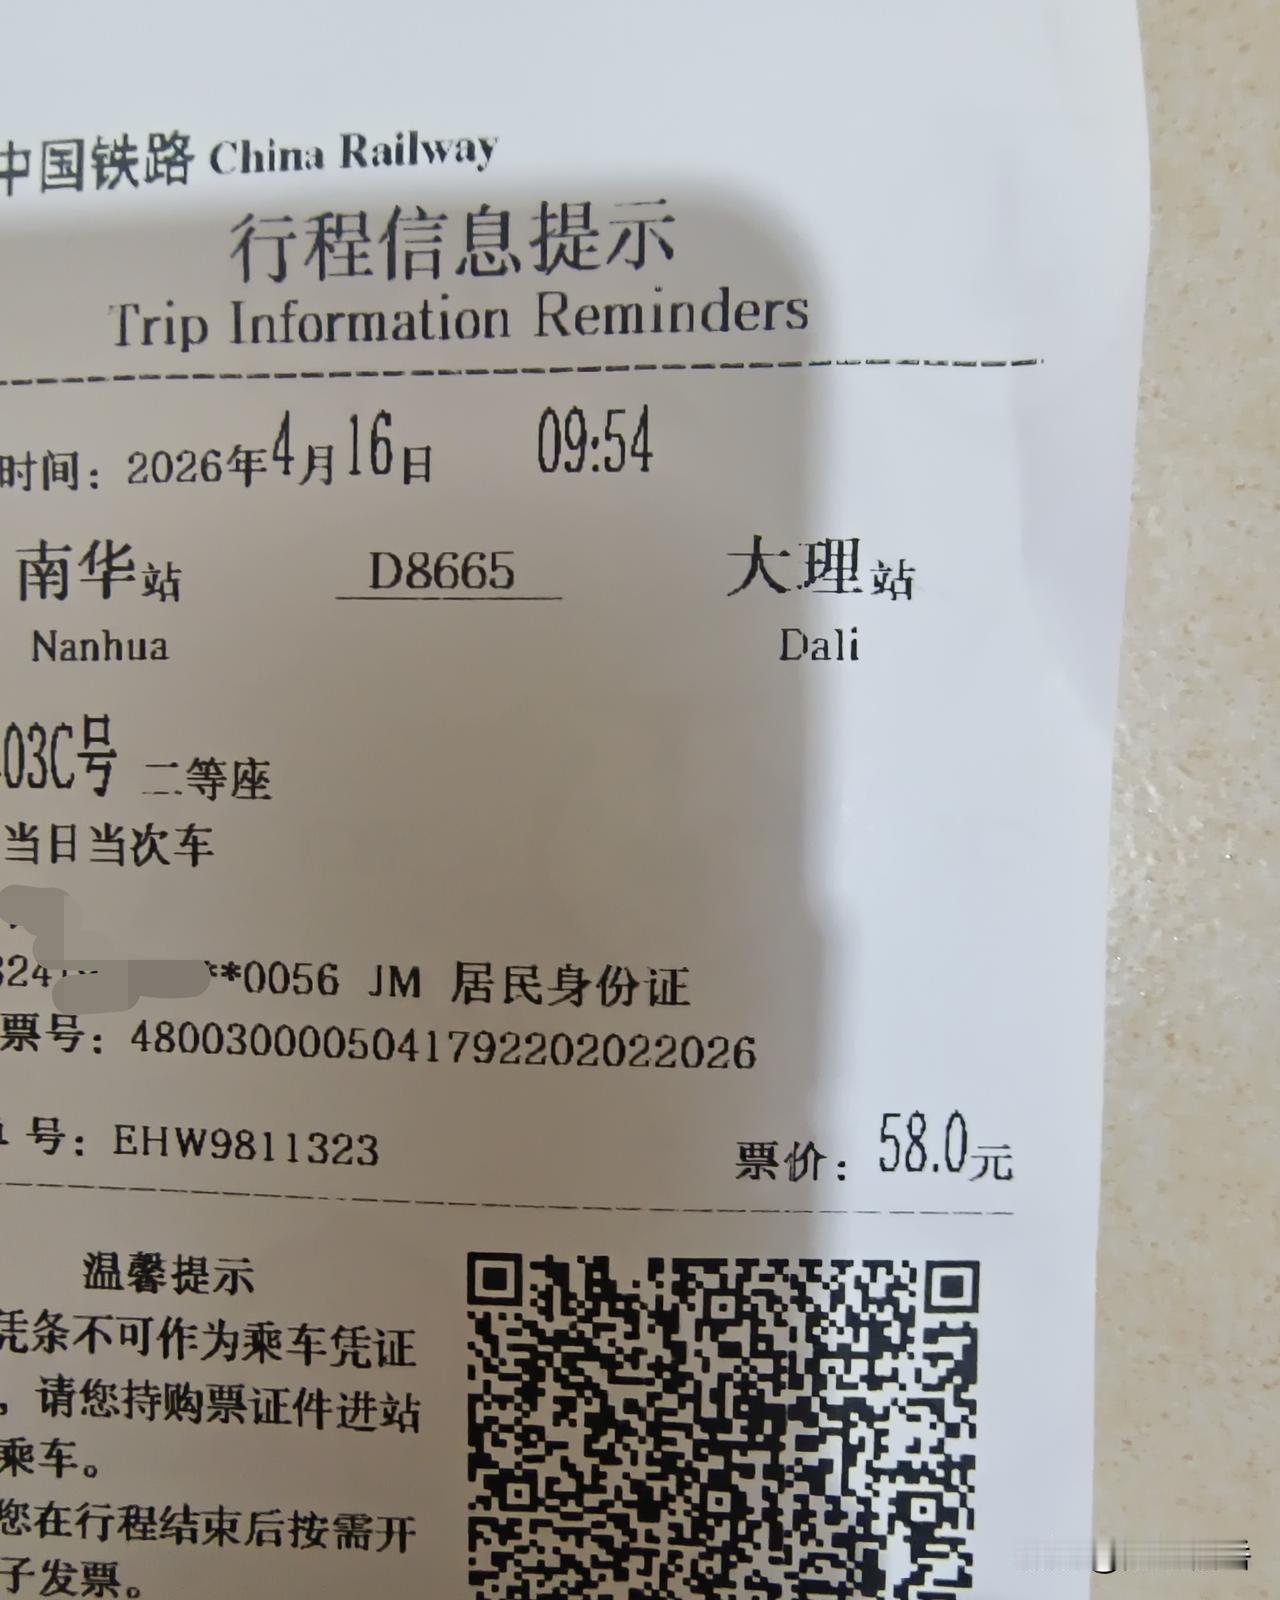 中国铁路 China Railway
行程信息提示
Trip Information Reminders
时间：2026年4月16日 09:54
南华站 D8665 大理站
Nanhua Dali
03C号 二等座
当日当次车
**0056 JM 居民身份证
票号：4800300005041792202022026
号：EHW9811323 票价：58.0元
温馨提示
凭条不可作为乘车凭证
，请您持购票证件进站
乘车。
您在行程结束后按需开
子发票。